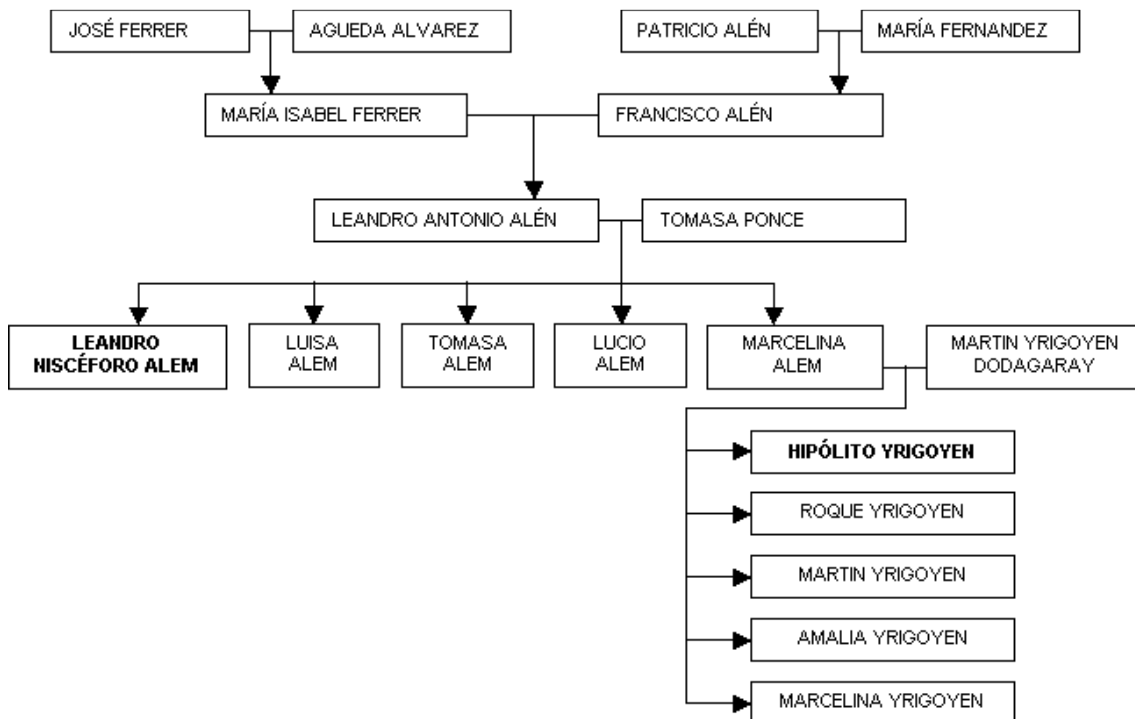 JOSÉ FERRER
AGUEDA ALVAREZ
PATRICIO ALÉN
MARÍA FERNANDEZ
MARÍA ISABEL FERRER
FRANCISCO ALÉN
LEANDRO ANTONIO ALÉN
TOMASA PONCE
LEANDRO
NISCÉFORO ALEM
LUISA
ALEM
TOMASA
ALEM
LUCIO
ALEM
MARCELINA
ALEM
MARTIN YRIGOYEN
DODAGARAY
HIPÓLITO YRIGOYEN
ROQUE YRIGOYEN
MARTIN YRIGOYEN
AMALIA YRIGOYEN
MARCELINA YRIGOYEN